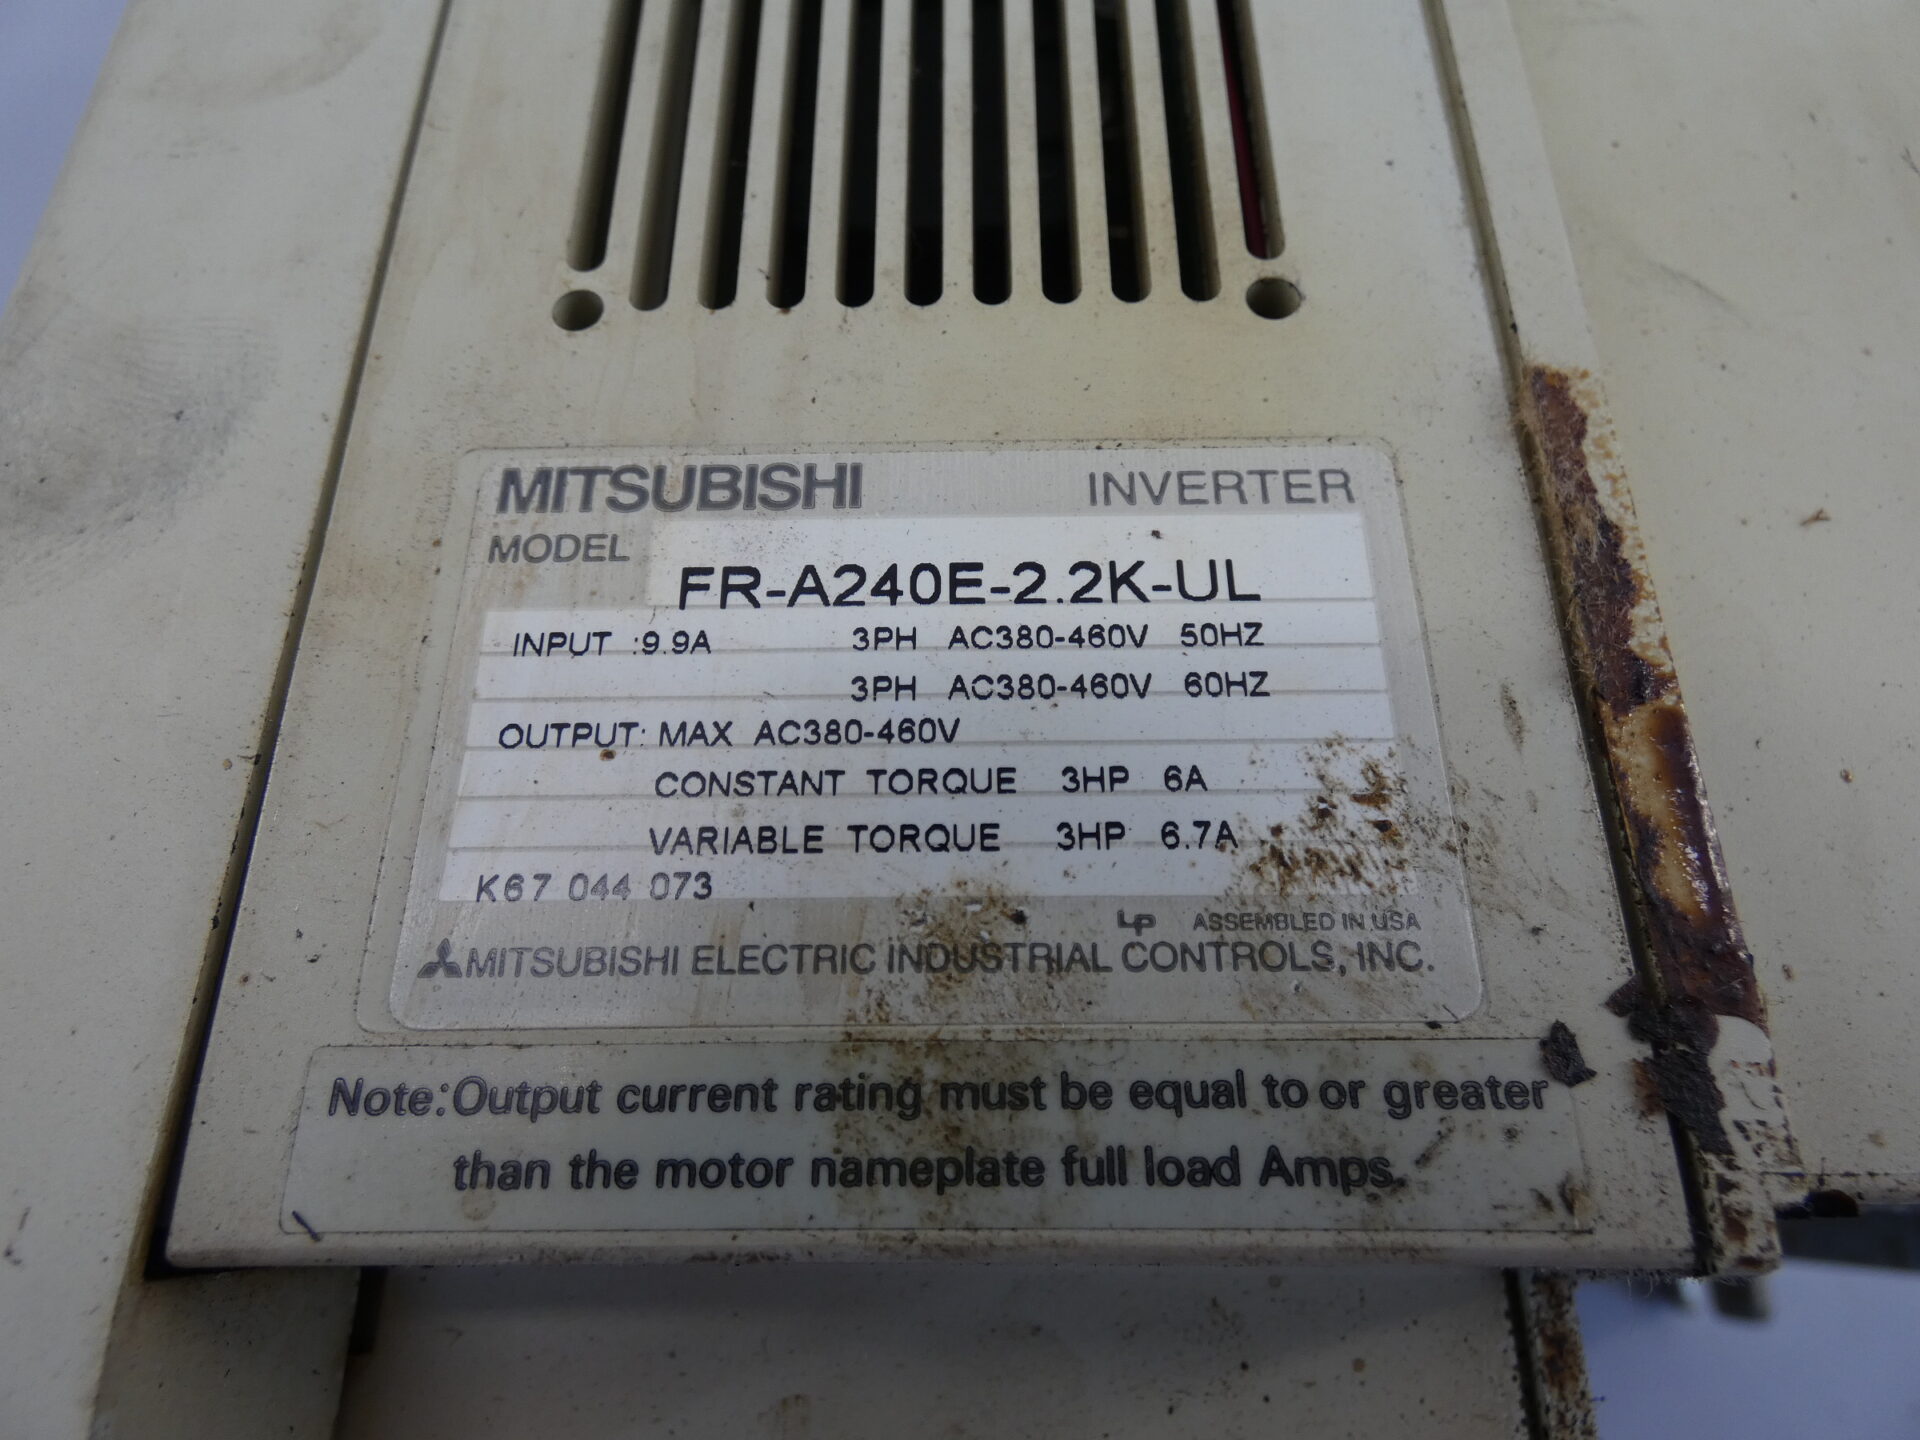 MITSUBISHI INVERTER
MODEL
FR-A240E-2.2K-UL
INPUT :9.9A 3PH AC380-460V 50HZ
3PH AC380-460V 60HZ
OUTPUT: MAX AC380-460V
CONSTANT TORQUE 3HP 6A
VARIABLE TORQUE 3HP 6.7A
K67 044 073
LP ASSEMBLED IN USA
MITSUBISHI ELECTRIC INDUSTRIAL CONTROLS, INC.
Note: Output current rating must be equal to or greater
than the motor nameplate full load Amps.